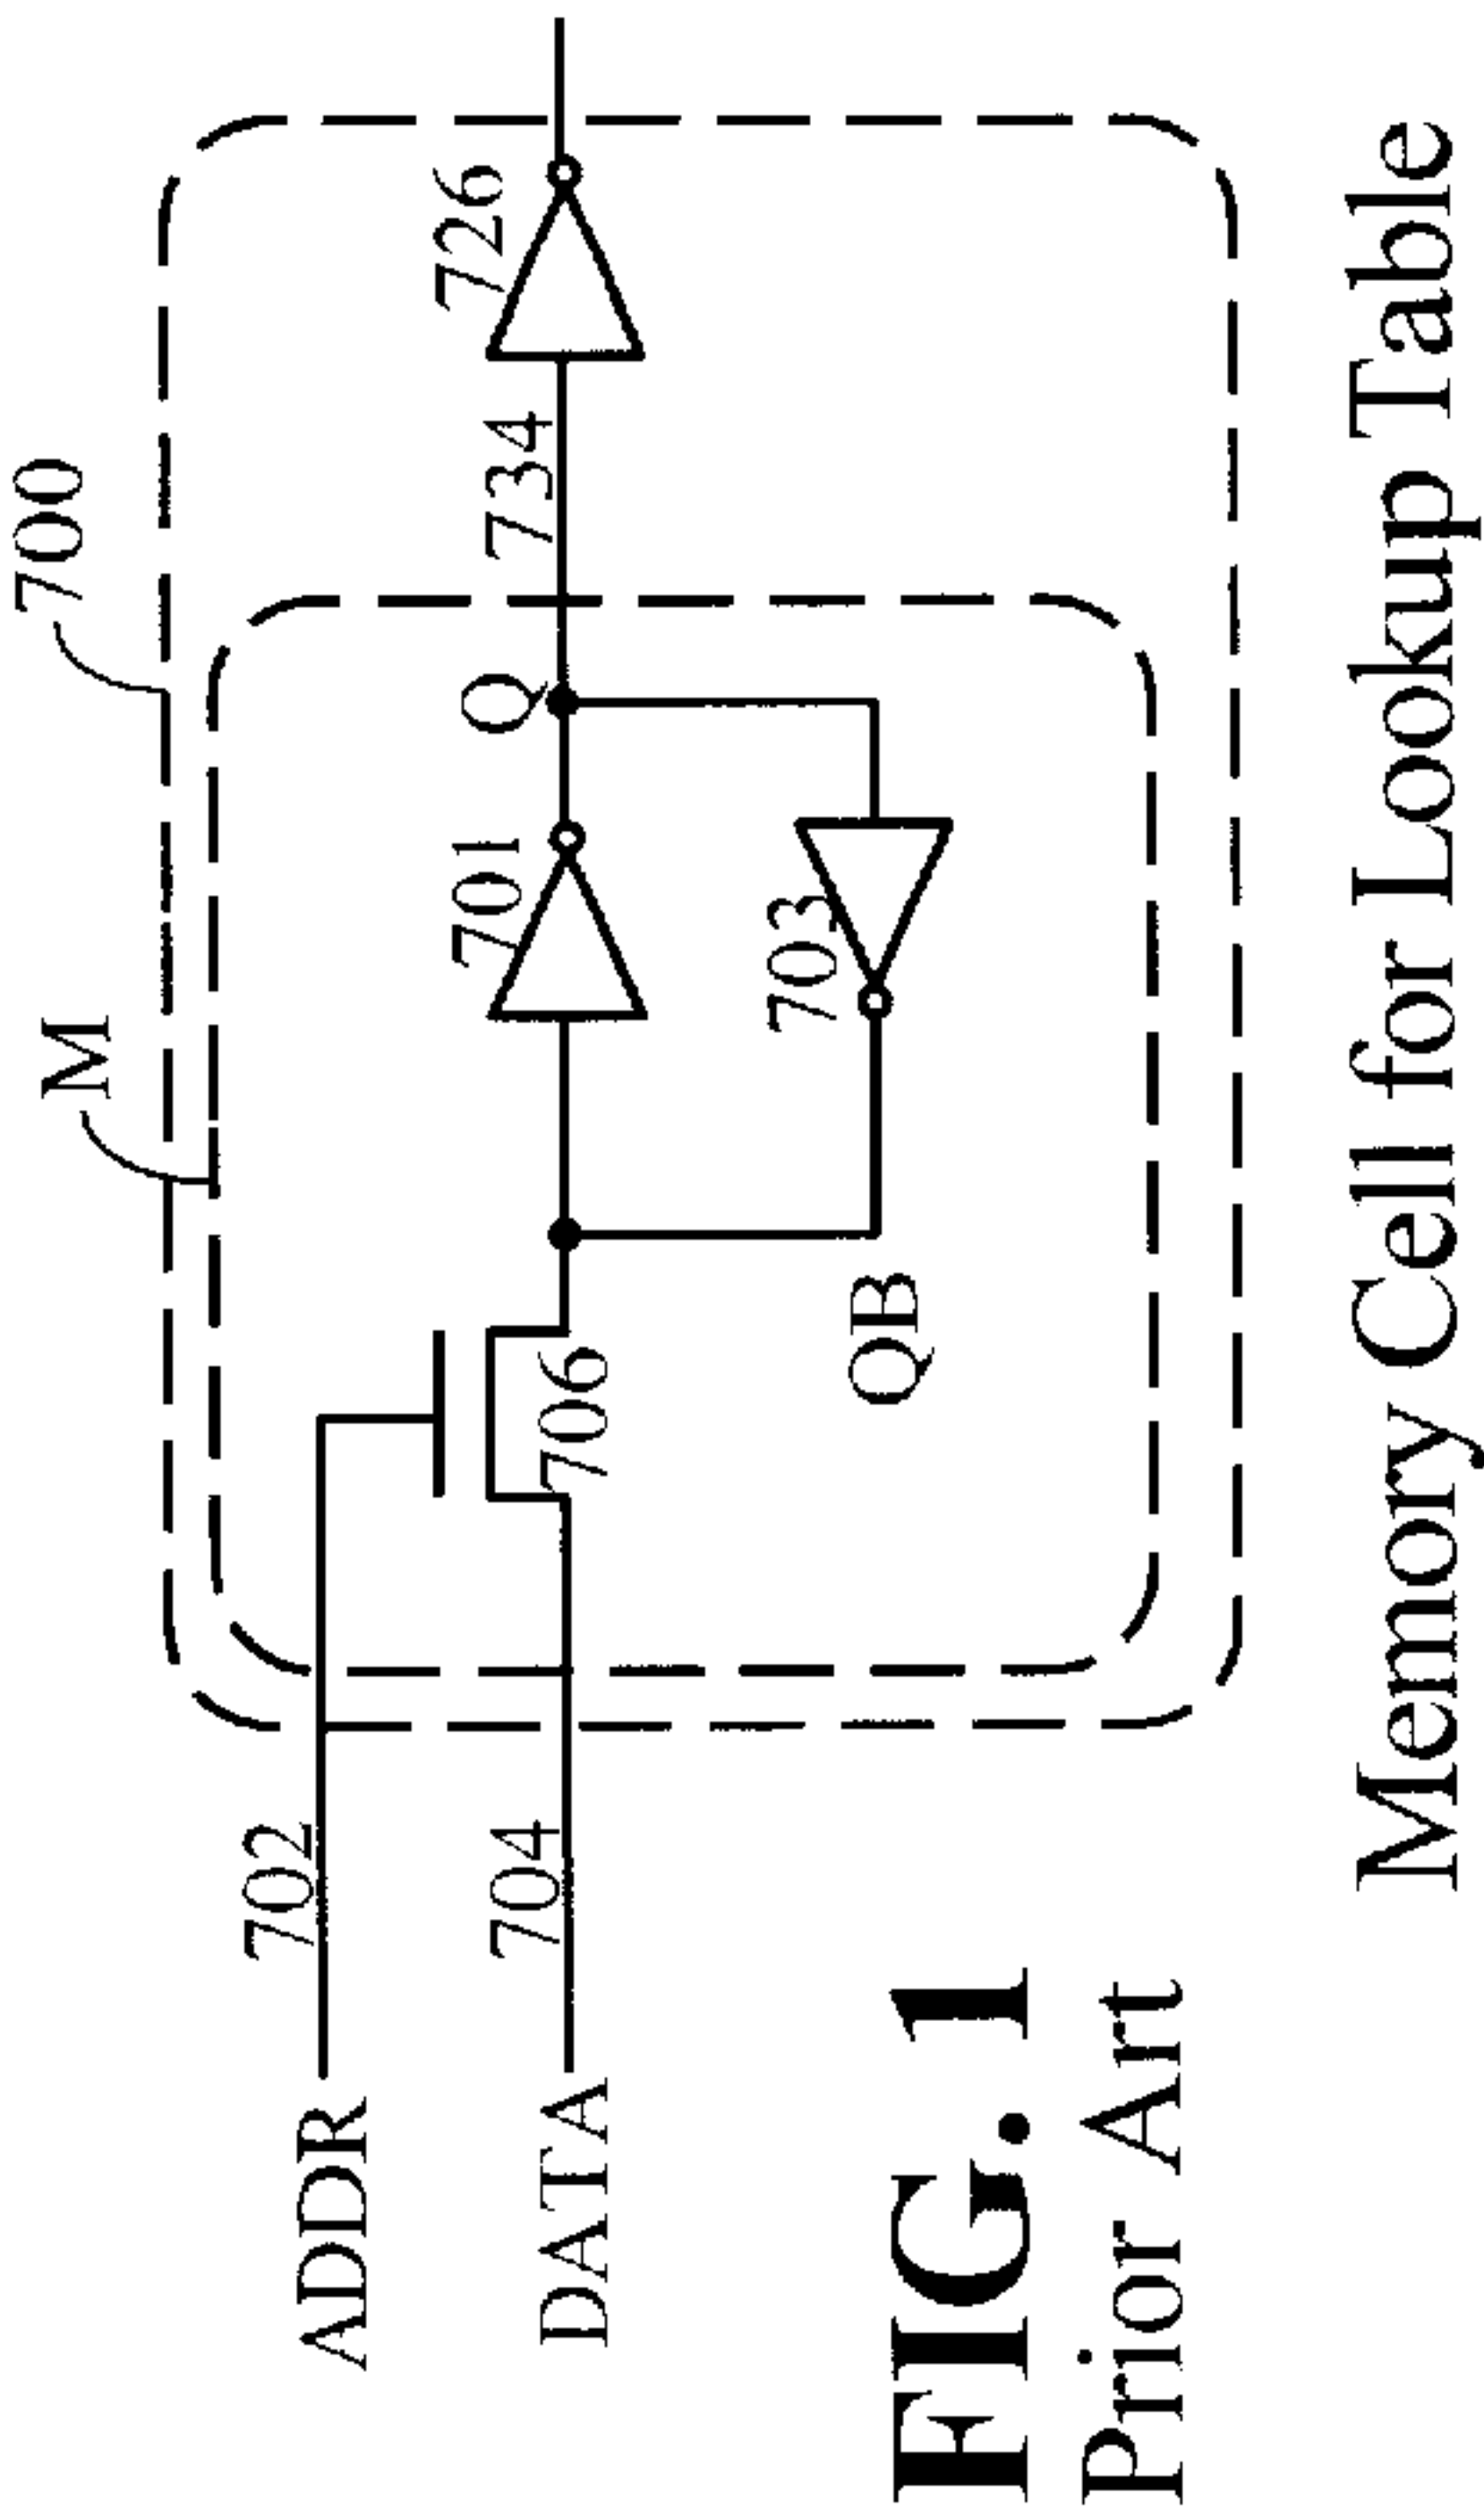 700
M
726
734
Q
701
703
706
QB
702
704
ADDR
DATA
FIG. 1
Prior Art
Memory Cell for Lookup Table